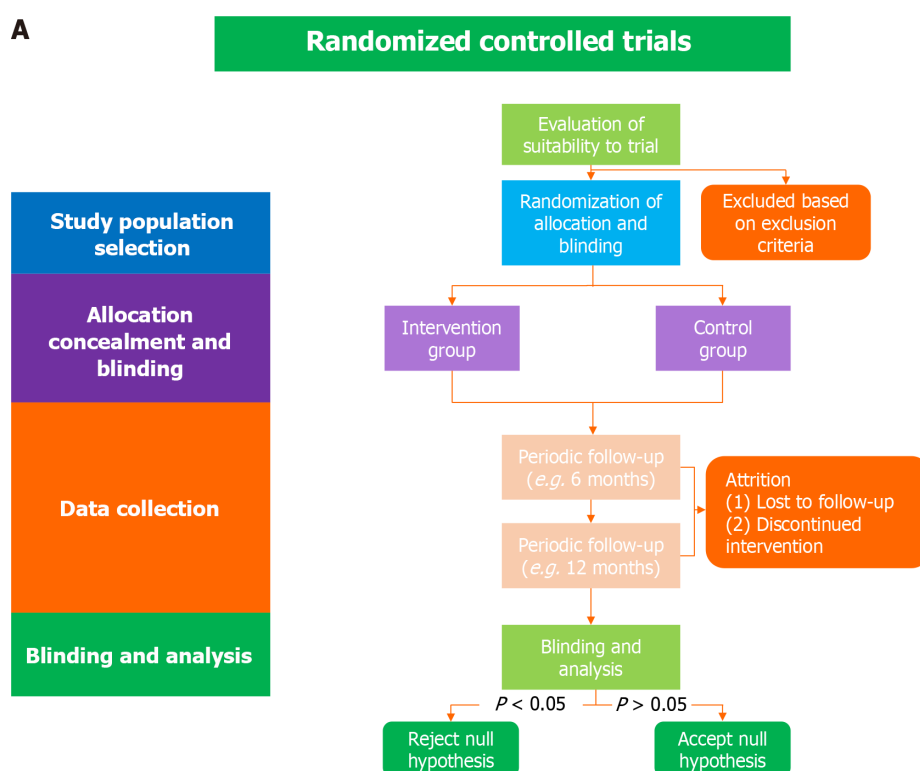 A
Randomized controlled trials
Evaluation of
suitability to trial
Study population
selection
Randomization of
allocation and
blinding
Excluded based
on exclusion
criteria
Allocation
concealment and
blinding
Intervention
group
Control
group
Data collection
Periodic follow-up
(e.g. 6 months)
Attrition
(1) Lost to follow-up
(2) Discontinued
intervention
Periodic follow-up
(e.g. 12 months)
Blinding and analysis
Blinding and
analysis
P < 0.05
P > 0.05
Reject null
hypothesis
Accept null
hypothesis